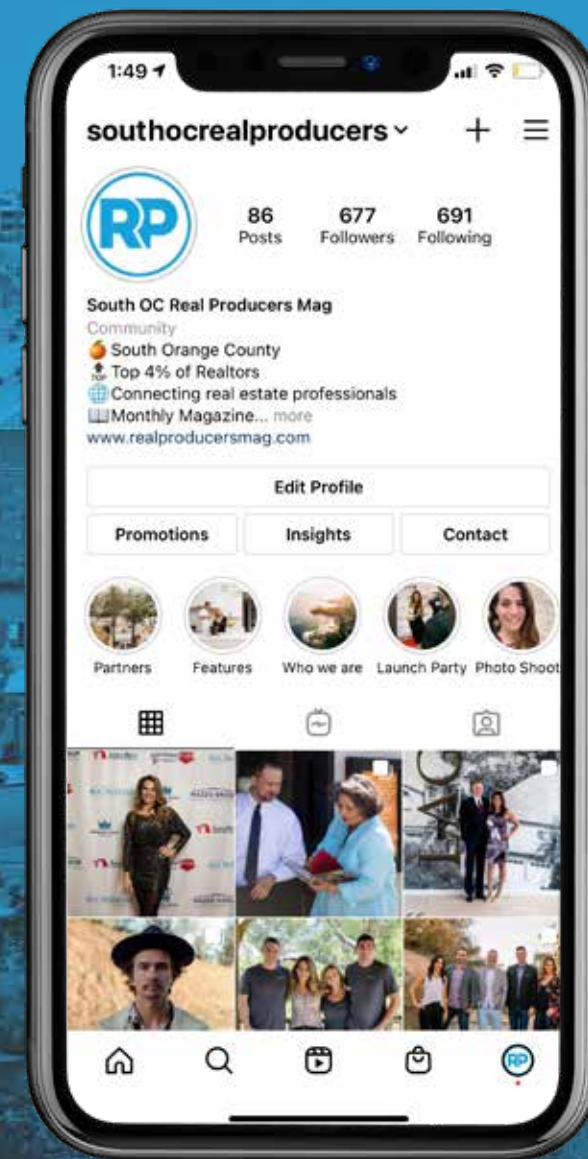 1:49
southocrealproducers
RP
86 677 691
Posts Followers Following
South OC Real Producers Mag
Community
South Orange County
TOP Top 4% of Realtors
Connecting real estate professionals
Monthly Magazine... more
www.realproducersmag.com
Edit Profile
Promotions Insights Contact
Partners Features Who we are Launch Party Photo Shoot
RP